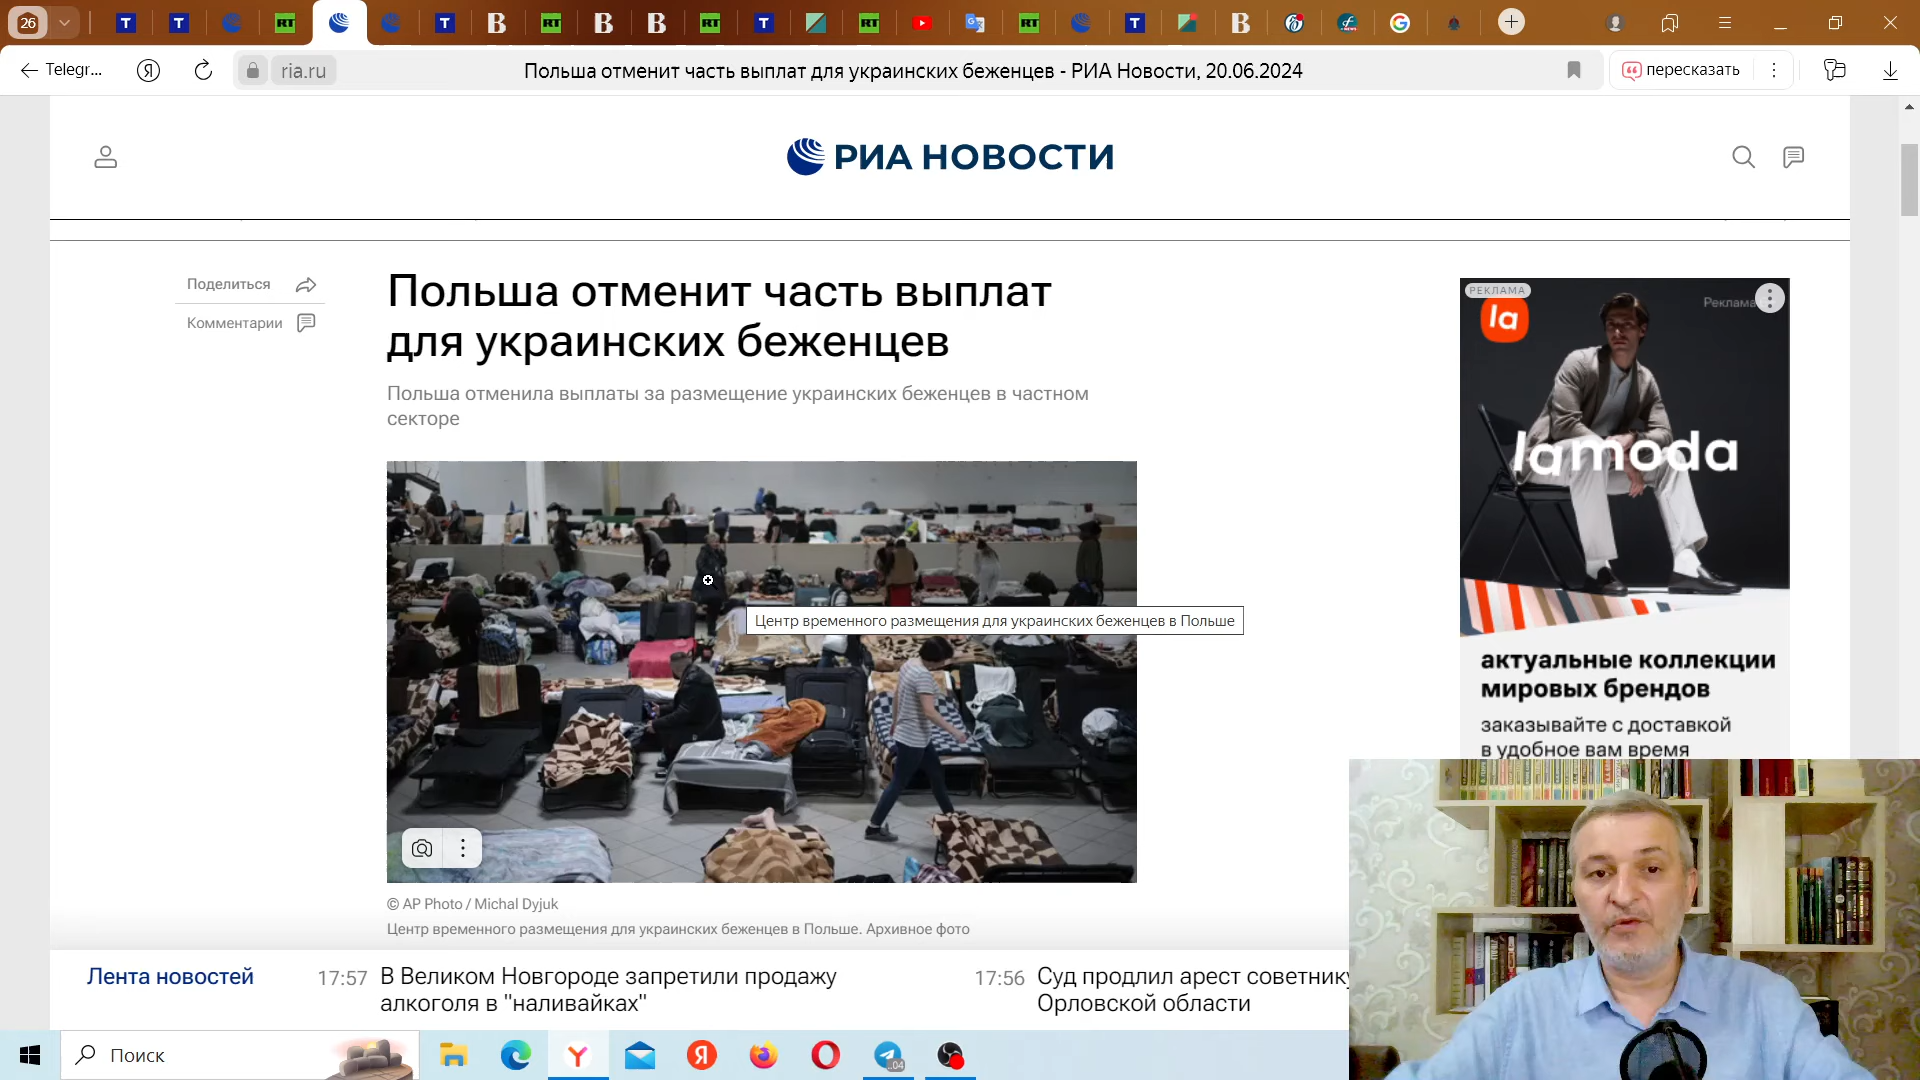 26
Telegr...
ria.ru
Польша отменит часть выплат для украинских беженцев - РИА Новости, 20.06.2024
пересказать
РИА НОВОСТИ
Поделиться
Комментарии
Польша отменит часть выплат
для украинских беженцев
Польша отменила выплаты за размещение украинских беженцев в частном
секторе
РЕКЛАМА
Реклама
la
lamoda
Центр временного размещения для украинских беженцев в Польше
актуальные коллекции
мировых брендов
заказывайте с доставкой
в удобное вам время
© AP Photo / Michal Dyjuk
Центр временного размещения для украинских беженцев в Польше. Архивное фото
Лента новостей
17:57
В Великом Новгороде запретили продажу
алкоголя в "наливайках"
17:56
Суд продлил арест советнику
Орловской области
Поиск